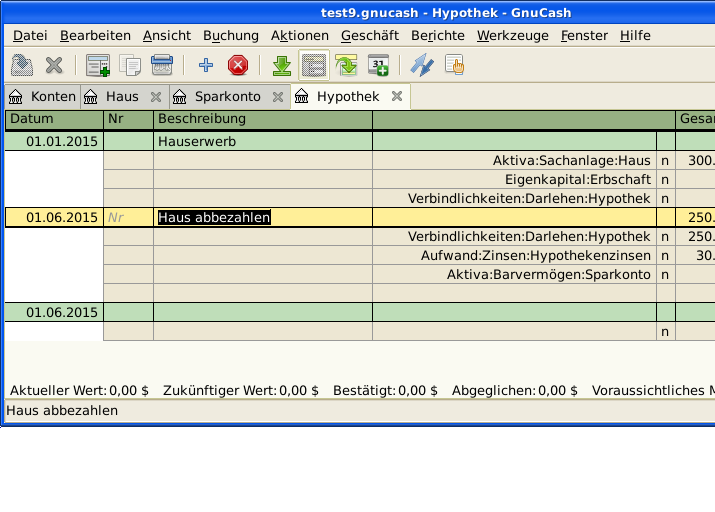 test9.gnucash - Hypothek - GnuCash
Datei Bearbeiten Ansicht Buchung Aktionen Geschäft Berichte Werkzeuge Fenster Hilfe
31
Konten Haus Sparkonto Hypothek
Datum Nr Beschreibung Gesa
01.01.2015 Hauserwerb
Aktiva:Sachanlage:Haus n 300.
Eigenkapital:Erbschaft n
Verbindlichkeiten:Darlehen:Hypothek n
01.06.2015 Nr Haus abbezahlen 250.
Verbindlichkeiten:Darlehen:Hypothek n 250.
Aufwand:Zinsen:Hypothekenzinsen n 30.
Aktiva:Barvermögen:Sparkonto n
01.06.2015
n
Aktueller Wert: 0,00 $ Zukünftiger Wert: 0,00 $ Bestätigt: 0,00 $ Abgeglichen: 0,00 $ Voraussichtliches M
Haus abbezahlen